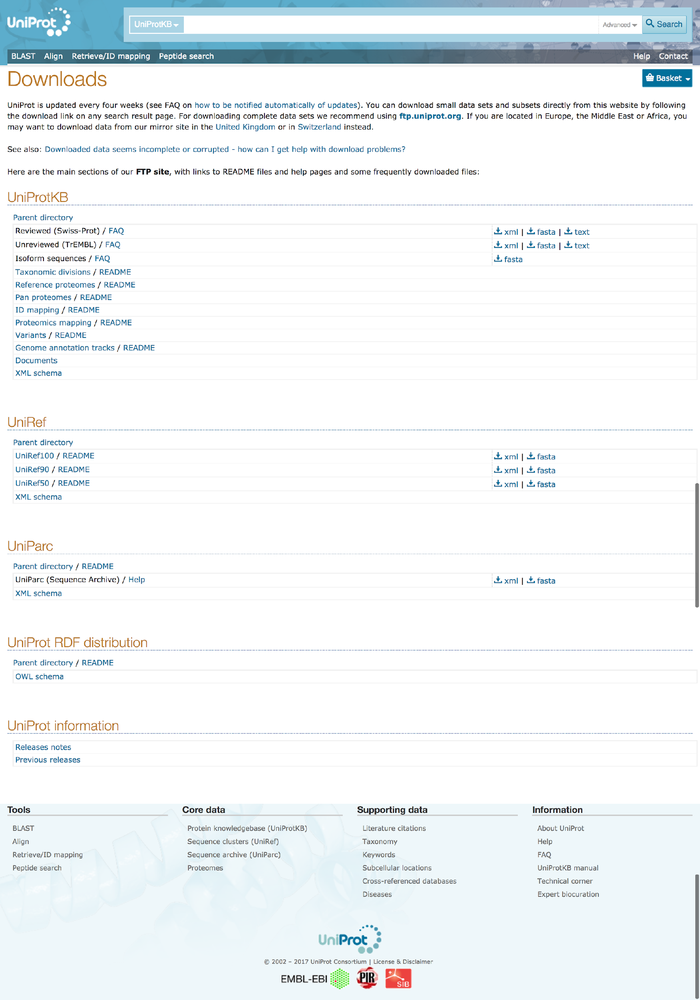 UniProt
UniProtKB
Advanced
Search
BLAST Align Retrieve/ID mapping Peptide search Help Contact
Downloads
Basket
UniProt is updated every four weeks (see FAQ on how to be notified automatically of updates). You can download small data sets and subsets directly from this website by following
the download link on any search result page. For downloading complete data sets we recommend using ftp.uniprot.org. If you are located in Europe, the Middle East or Africa, you
may want to download data from our mirror site in the United Kingdom or in Switzerland instead.
See also: Downloaded data seems incomplete or corrupted - how can I get help with download problems?
Here are the main sections of our FTP site, with links to README files and help pages and some frequently downloaded files:
UniProtKB
Parent directory
Reviewed (Swiss-Prot) / FAQ xml | fasta | text
Unreviewed (TrEMBL) / FAQ xml | fasta | text
Isoform sequences / FAQ fasta
Taxonomic divisions / README
Reference proteomes / README
Pan proteomes / README
ID mapping / README
Proteomics mapping / README
Variants / README
Genome annotation tracks / README
Documents
XML schema
UniRef
Parent directory
UniRef100 / README xml | fasta
UniRef90 / README xml | fasta
UniRef50 / README xml | fasta
XML schema
UniParc
Parent directory / README
UniParc (Sequence Archive) / Help xml | fasta
XML schema
UniProt RDF distribution
Parent directory / README
OWL schema
UniProt information
Releases notes
Previous releases
Tools
BLAST
Align
Retrieve/ID mapping
Peptide search
Core data
Protein knowledgebase (UniProtKB)
Sequence clusters (UniRef)
Sequence archive (UniParc)
Proteomes
Supporting data
Literature citations
Taxonomy
Keywords
Subcellular locations
Cross-referenced databases
Diseases
Information
About UniProt
Help
FAQ
UniProtKB manual
Technical corner
Expert biocuration
UniProt
© 2002 – 2017 UniProt Consortium | License & Disclaimer
EMBL-EBI PIR SIB